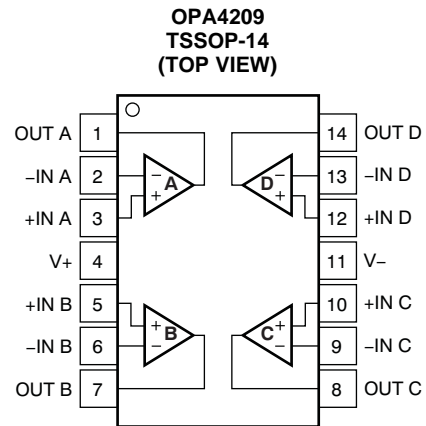 OPA4209
TSSOP-14
(TOP VIEW)
OUT A 1 14 OUT D
−IN A 2 − A D − 13 −IN D
+IN A 3 + + 12 +IN D
V+ 4 11 V−
+IN B 5 + + 10 +IN C
−IN B 6 − B C − 9 −IN C
OUT B 7 8 OUT C